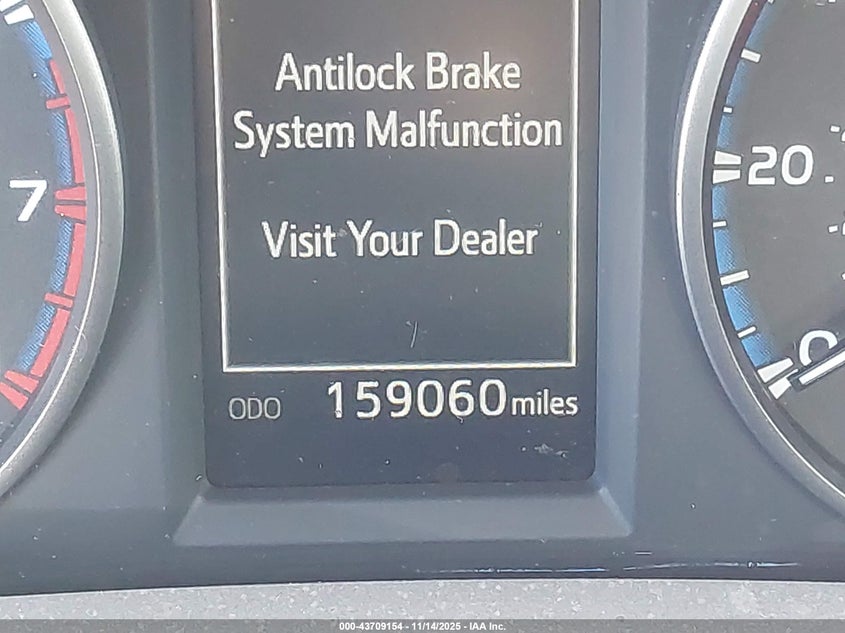 Antilock Brake
System Malfunction
Visit Your Dealer
7
20
0
ODO 159060 miles
000-43709154 - 11/14/2025 - IAA Inc.